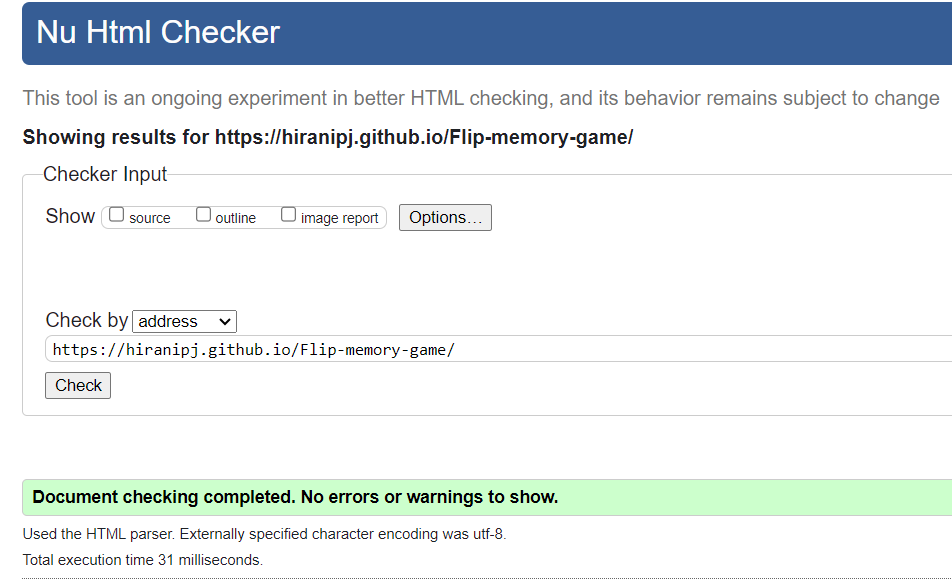 Nu Html Checker
This tool is an ongoing experiment in better HTML checking, and its behavior remains subject to change
Showing results for https://hiranipj.github.io/Flip-memory-game/
Checker Input
Show source outline image report Options...
Check by address
https://hiranipj.github.io/Flip-memory-game/
Check
Document checking completed. No errors or warnings to show.
Used the HTML parser. Externally specified character encoding was utf-8.
Total execution time 31 milliseconds.